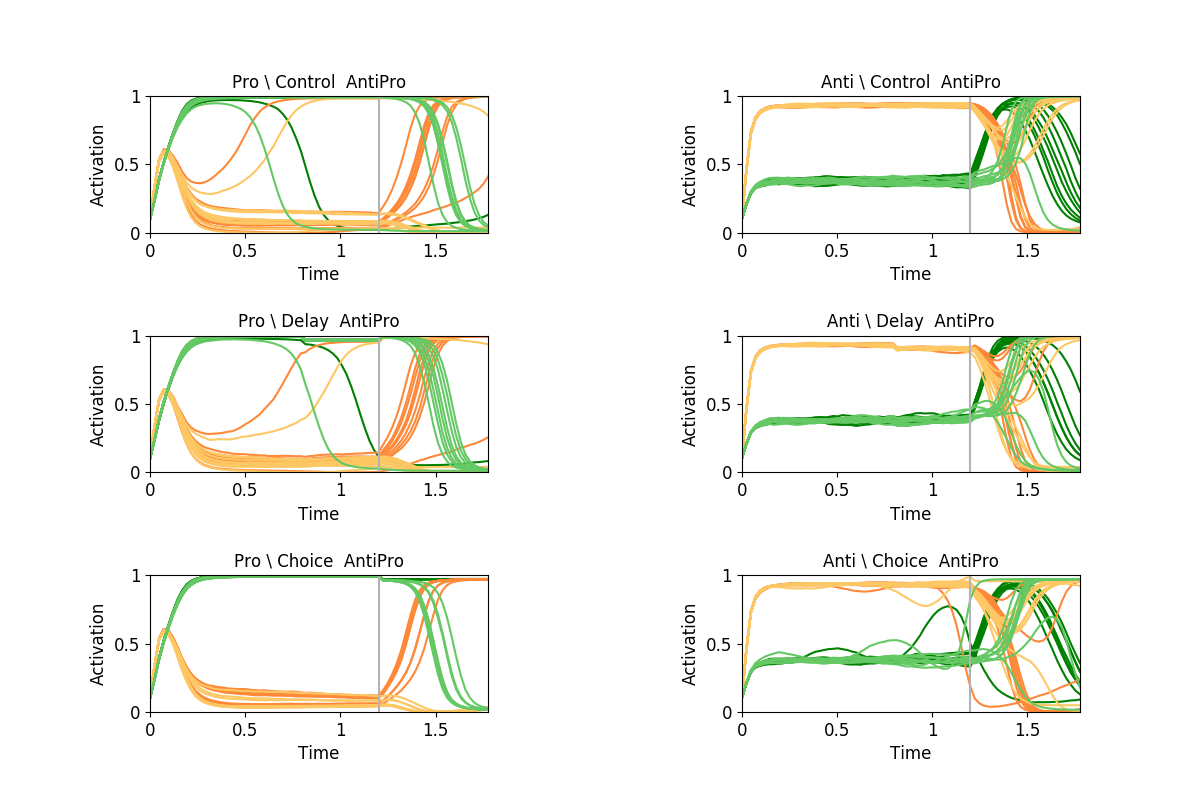 Pro \ Control  AntiPro
Activation
1
0.5
0
0 0.5 1 1.5
Time
Anti \ Control  AntiPro
Activation
1
0.5
0
0 0.5 1 1.5
Time
Pro \ Delay  AntiPro
Activation
1
0.5
0
0 0.5 1 1.5
Time
Anti \ Delay  AntiPro
Activation
1
0.5
0
0 0.5 1 1.5
Time
Pro \ Choice  AntiPro
Activation
1
0.5
0
0 0.5 1 1.5
Time
Anti \ Choice  AntiPro
Activation
1
0.5
0
0 0.5 1 1.5
Time